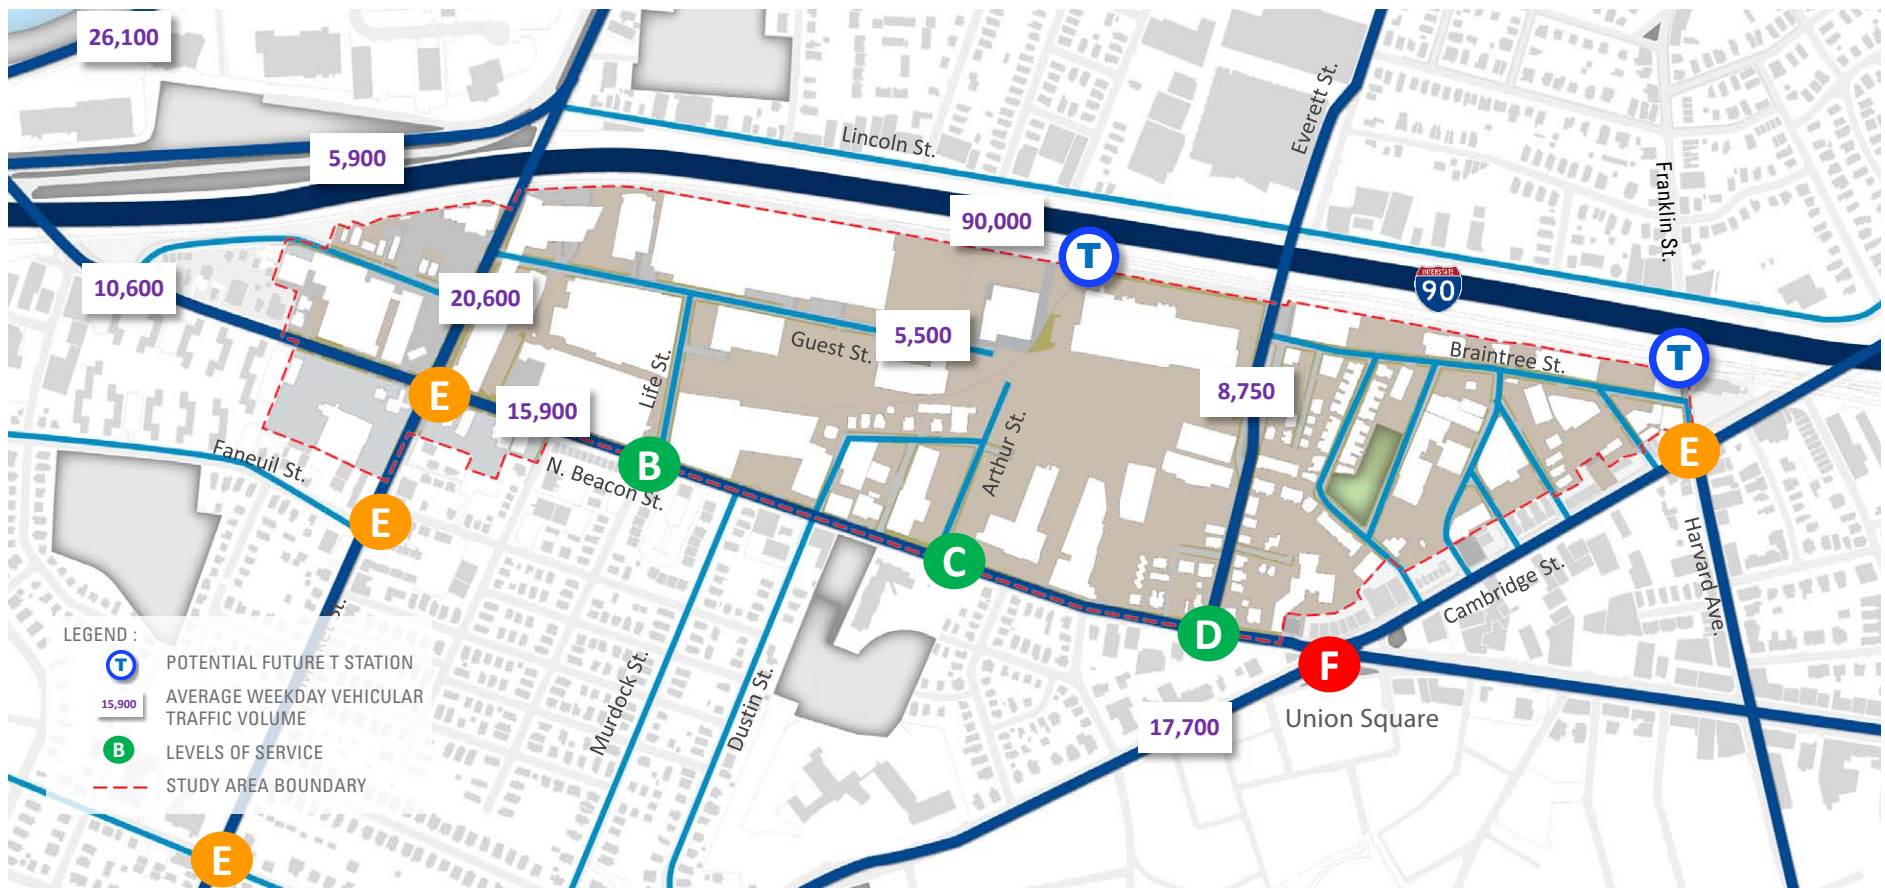 26,100
5,900
Lincoln St.
Everett St.
Franklin St.
90,000
T
INTERSTATE
90
10,600
20,600
Guest St.
5,500
Life St.
8,750
Braintree St.
T
E
15,900
B
N. Beacon St.
Faneuil St.
E
Arthur St.
C
E
Harvard Ave.
Cambridge St.
D
F
Union Square
17,700
Murdock St.
Dustin St.
E
LEGEND :
T POTENTIAL FUTURE T STATION
15,900 AVERAGE WEEKDAY VEHICULAR
TRAFFIC VOLUME
B LEVELS OF SERVICE
STUDY AREA BOUNDARY